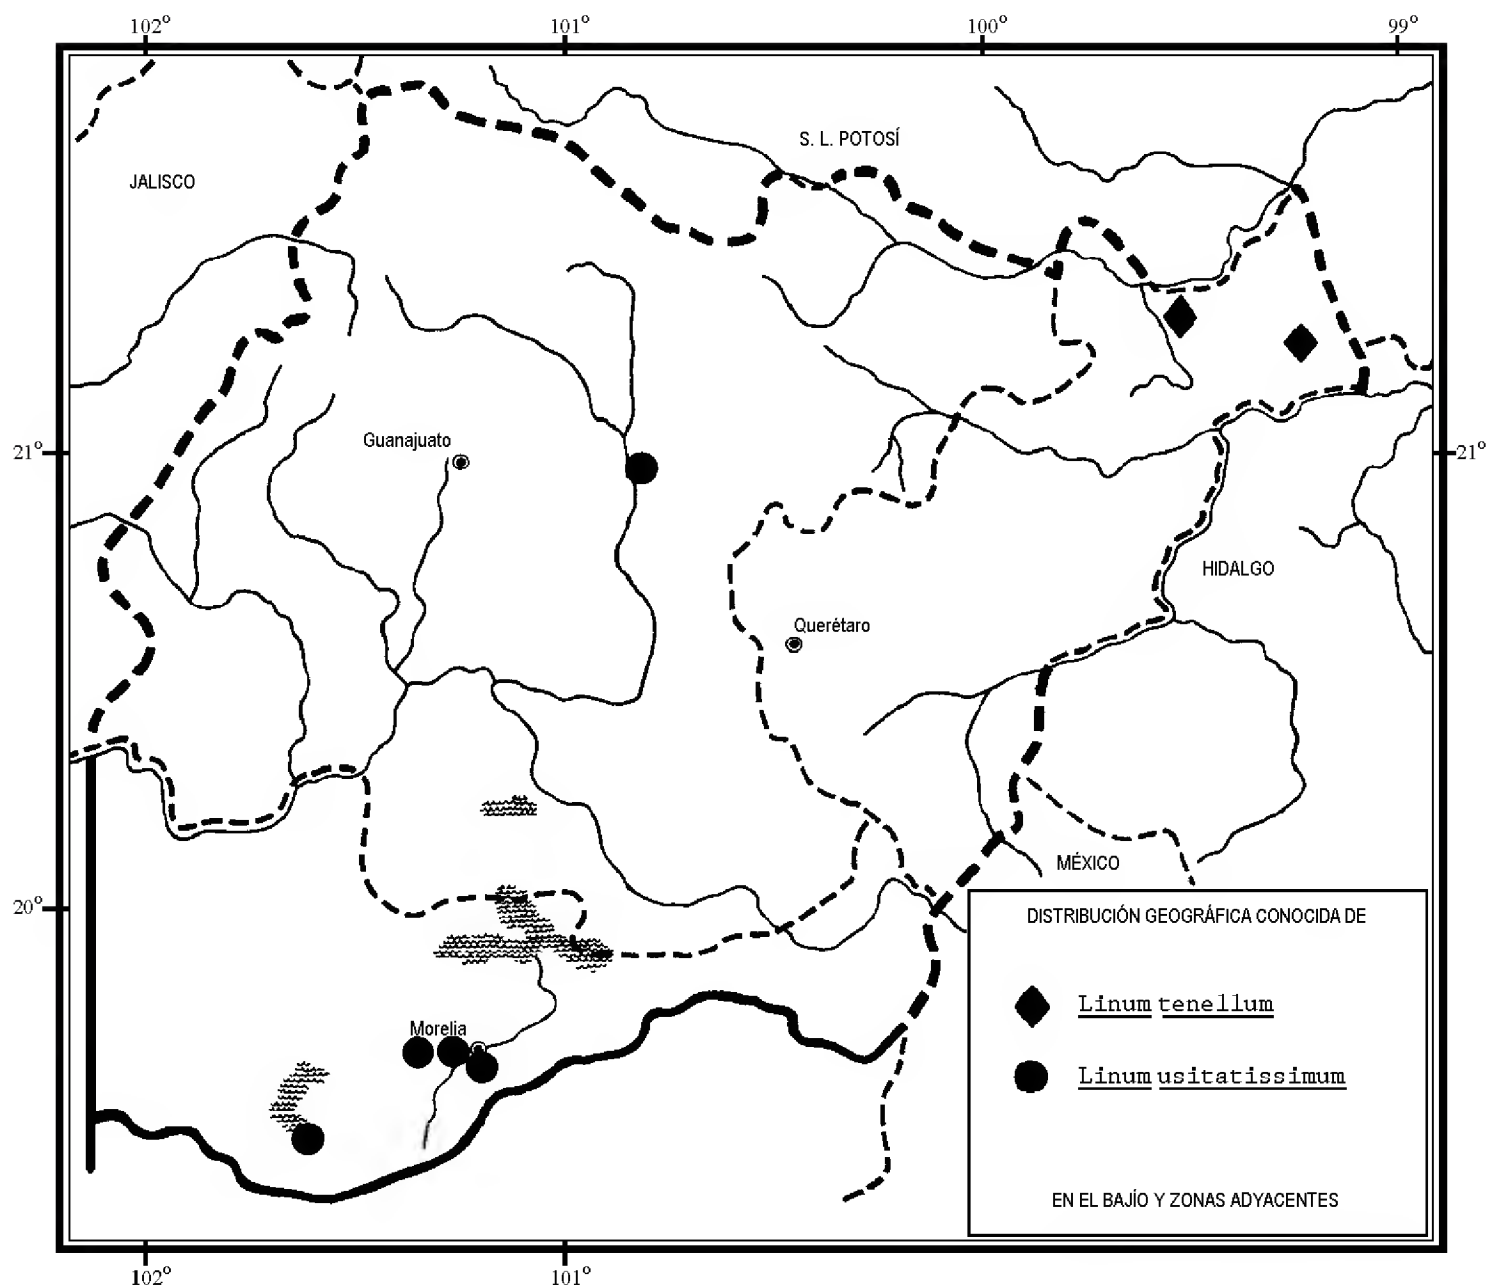 102° 101° 100° 99°
S. L. POTOSÍ
JALISCO
Guanajuato
21° 21°
HIDALGO
Querétaro
MÉXICO
20°
DISTRIBUCIÓN GEOGRÁFICA CONOCIDA DE
Linum tenellum
Morelia
Linum usitatissimum
EN EL BAJÍO Y ZONAS ADYACENTES
102° 101°